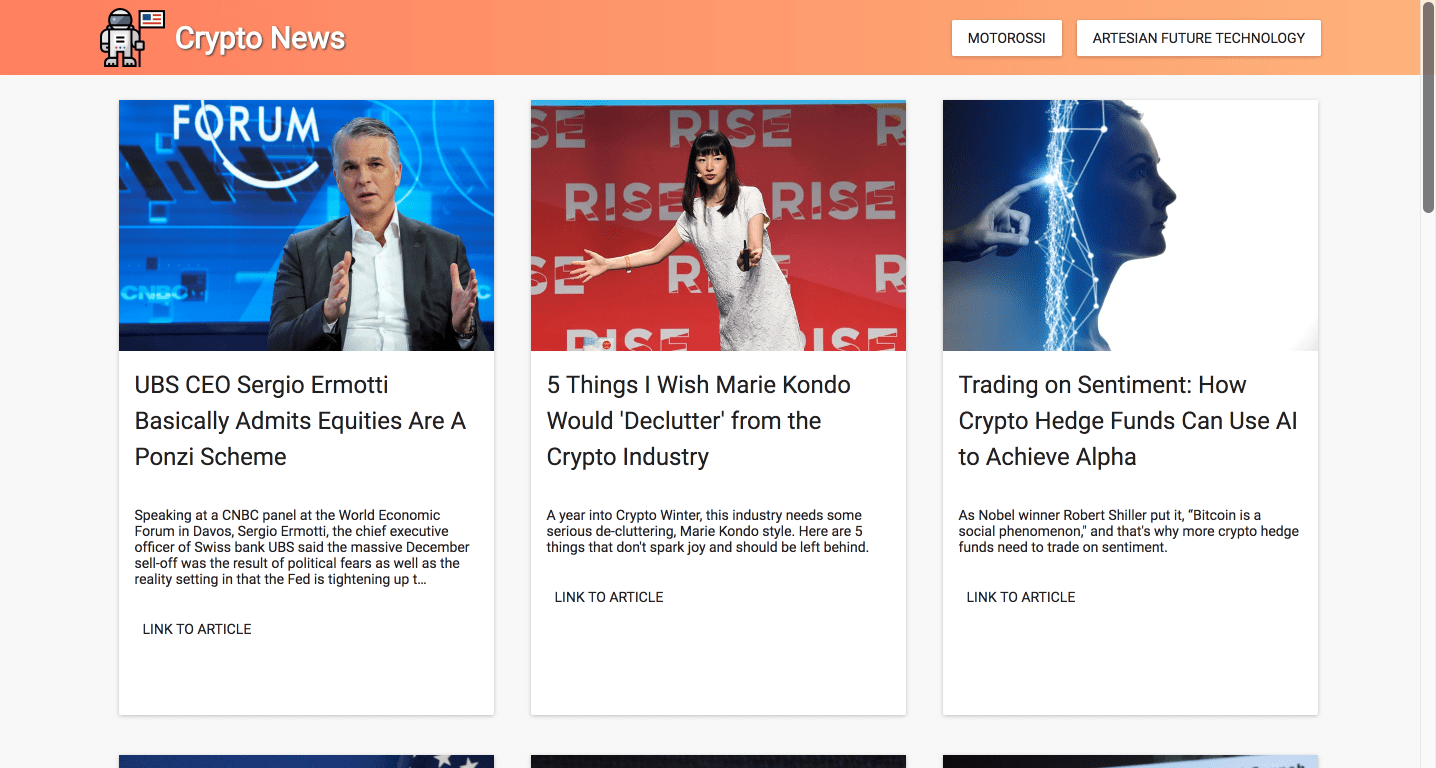 Crypto News
MOTOROSSI
ARTESIAN FUTURE TECHNOLOGY
FORUM
CNBC
RISE
RISE
RISE
RISE
RISE
UBS CEO Sergio Ermotti
Basically Admits Equities Are A
Ponzi Scheme
Speaking at a CNBC panel at the World Economic
Forum in Davos, Sergio Ermotti, the chief executive
officer of Swiss bank UBS said the massive December
sell-off was the result of political fears as well as the
reality setting in that the Fed is tightening up t...
LINK TO ARTICLE
5 Things I Wish Marie Kondo
Would 'Declutter' from the
Crypto Industry
A year into Crypto Winter, this industry needs some
serious de-cluttering, Marie Kondo style. Here are 5
things that don't spark joy and should be left behind.
LINK TO ARTICLE
Trading on Sentiment: How
Crypto Hedge Funds Can Use AI
to Achieve Alpha
As Nobel winner Robert Shiller put it, “Bitcoin is a
social phenomenon," and that's why more crypto hedge
funds need to trade on sentiment.
LINK TO ARTICLE